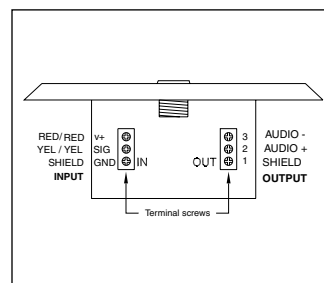 RED/RED V+ 3 AUDIO -
YEL / YEL SIG 2 AUDIO +
SHIELD GND IN OUT 1 SHIELD
INPUT OUTPUT
Terminal screws